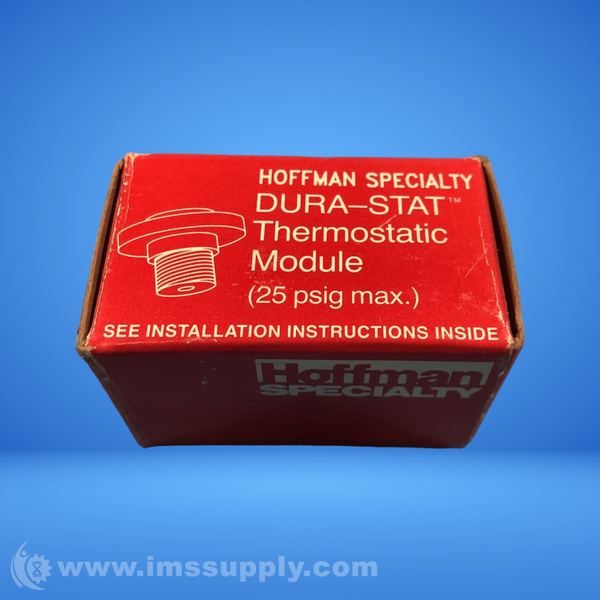 HOFFMAN SPECIALTY
DURA-STAT™
Thermostatic
Module
(25 psig max.)
SEE INSTALLATION INSTRUCTIONS INSIDE
Hoffman
SPECIALTY
www.imssupply.com